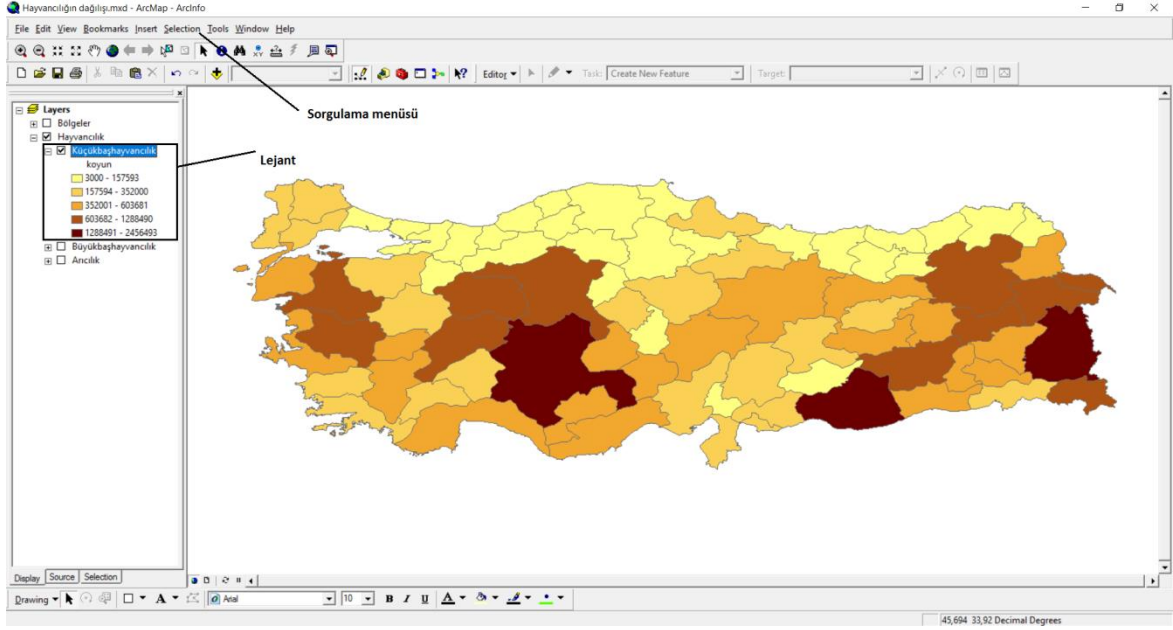 Hayvancılığın dağılışı.mxd - ArcMap - ArcInfo
File Edit View Bookmarks Insert Selection Tools Window Help
Editor Task: Create New Feature Target:
Sorgulama menüsü
Layers
Bölgeler
Hayvancılık
Küçükbaşhayvancılık
koyun
3000 - 157593
157594 - 352000
352001 - 603681
603682 - 1288490
1288491 - 2456493
Büyükbaşhayvancılık
Arıcılık
Lejant
Display Source Selection
Drawing A Arial 10 B I U A
45,694 33,92 Decimal Degrees